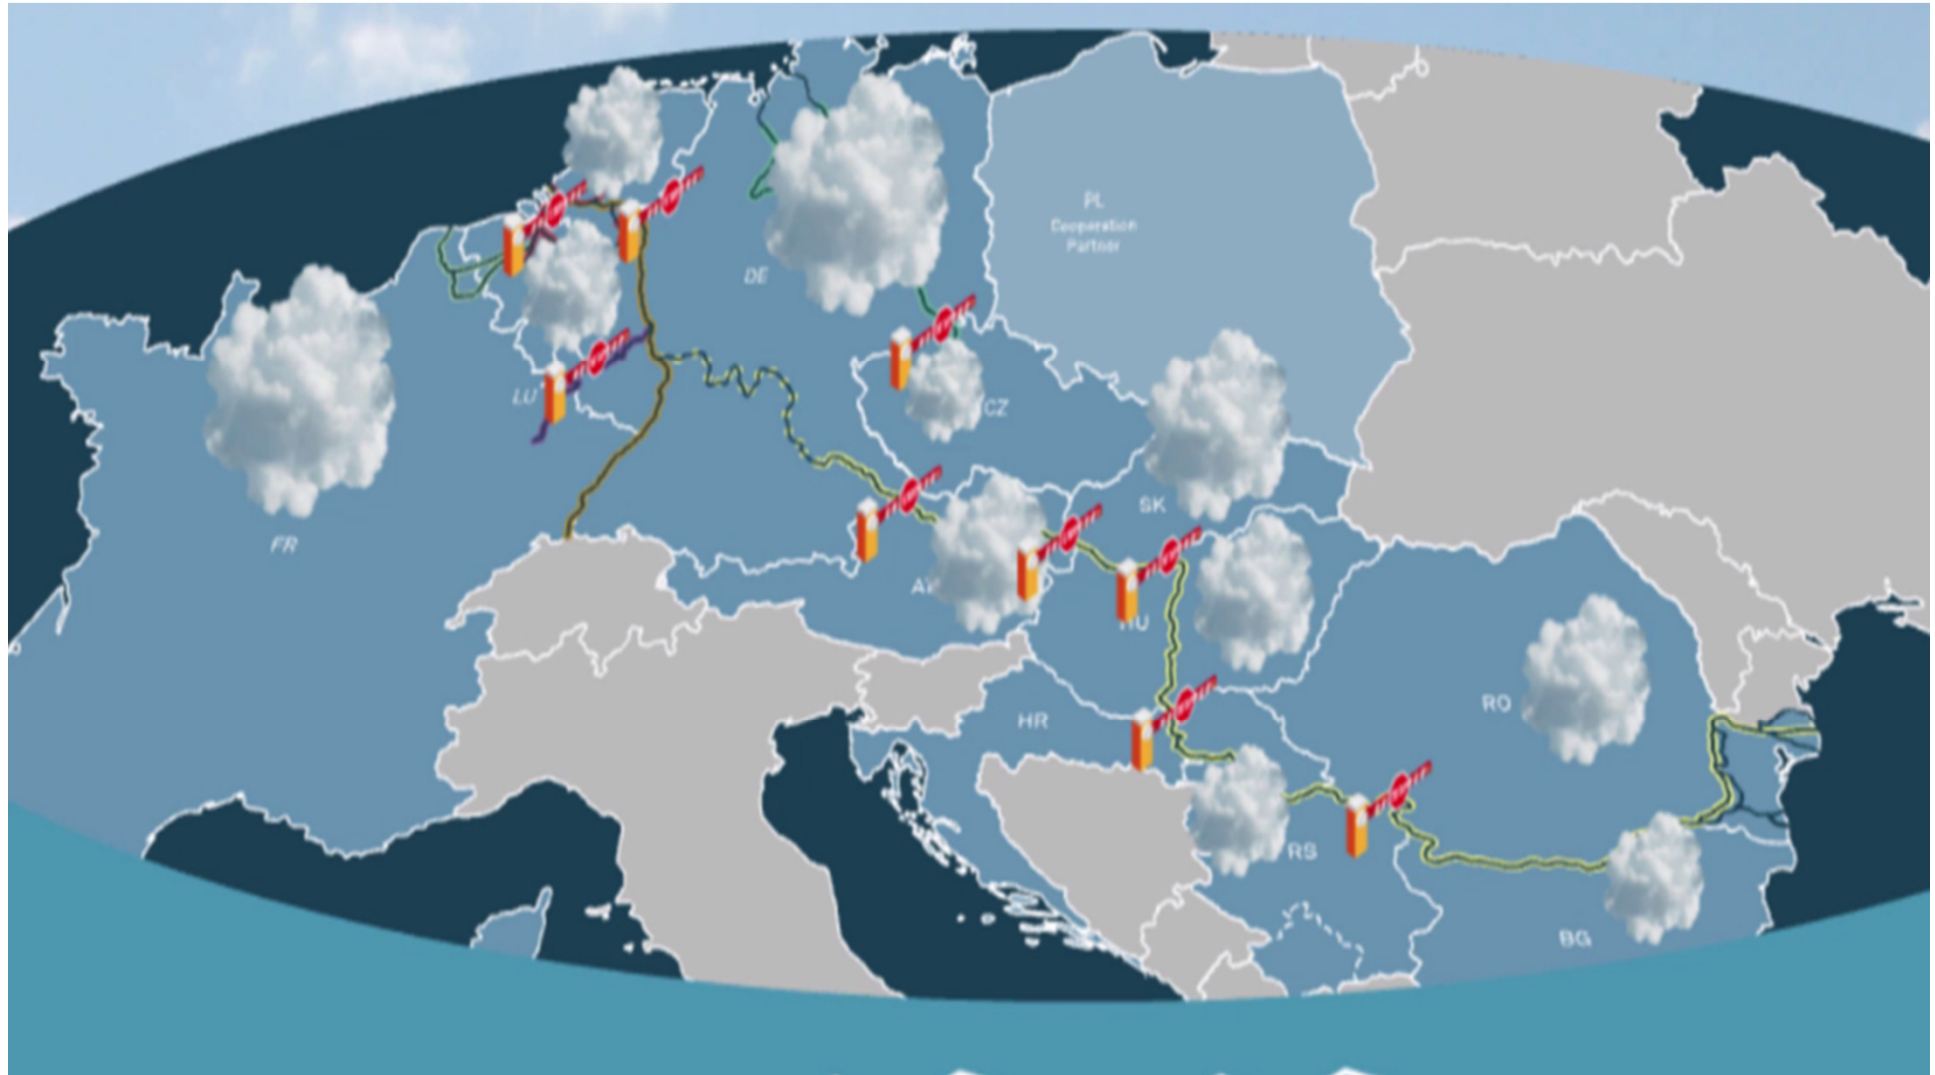 PL
Cooperation
Partner
DE
LU
CZ
FR
SK
HU
RO
HR
RS
BG